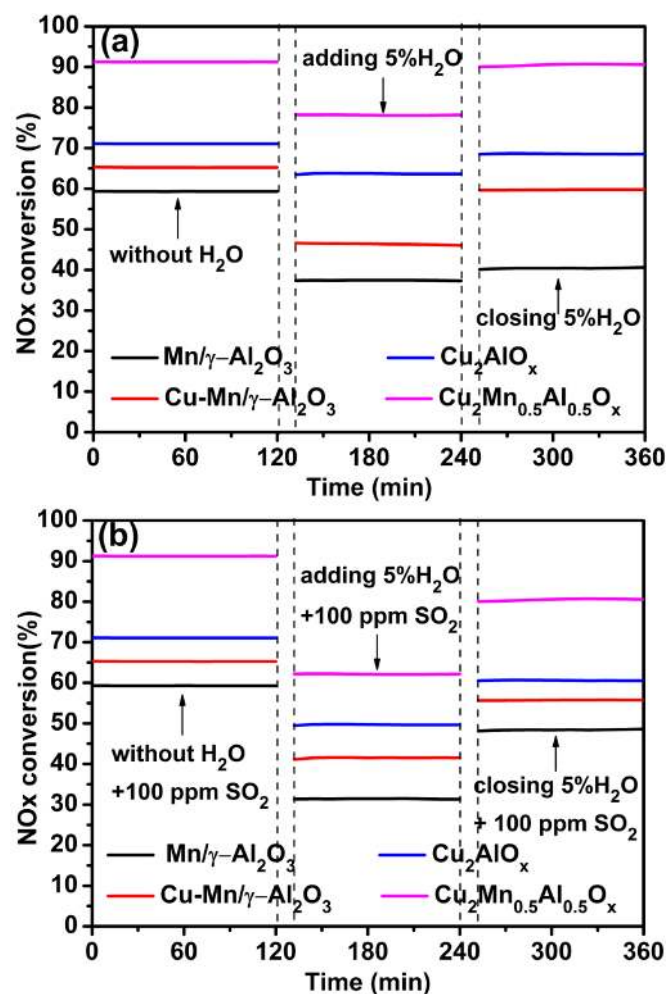 (a)
NOx conversion (%)
100
90
80
70
60
50
40
30
20
10
0
adding 5%H₂O
without H₂O
closing 5%H₂O
Mn/γ–Al₂O₃
Cu₂AlOₓ
Cu-Mn/γ–Al₂O₃
Cu₂Mn₀.₅Al₀.₅Oₓ
0 60 120 180 240 300 360
Time (min)
(b)
NOx conversion(%)
100
90
80
70
60
50
40
30
20
10
0
adding 5%H₂O
+100 ppm SO₂
without H₂O
+100 ppm SO₂
closing 5%H₂O
+ 100 ppm SO₂
Mn/γ–Al₂O₃
Cu₂AlOₓ
Cu-Mn/γ–Al₂O₃
Cu₂Mn₀.₅Al₀.₅Oₓ
0 60 120 180 240 300 360
Time (min)